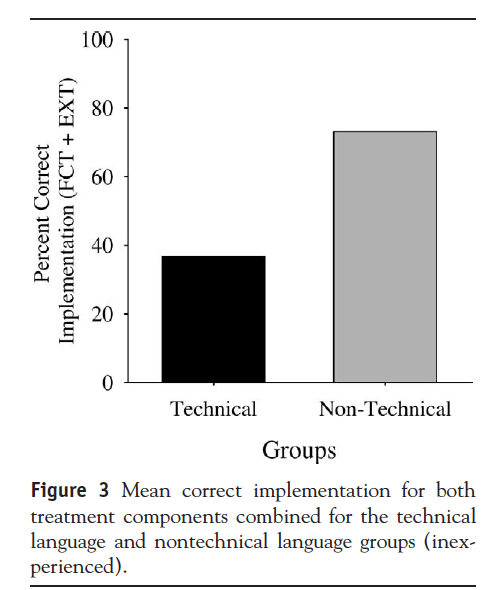 100
80
60
40
20
0
Percent Correct
Implementation (FCT + EXT)
Technical
Non-Technical
Groups
Figure 3 Mean correct implementation for both
treatment components combined for the technical
language and nontechnical language groups (inex-
perienced).